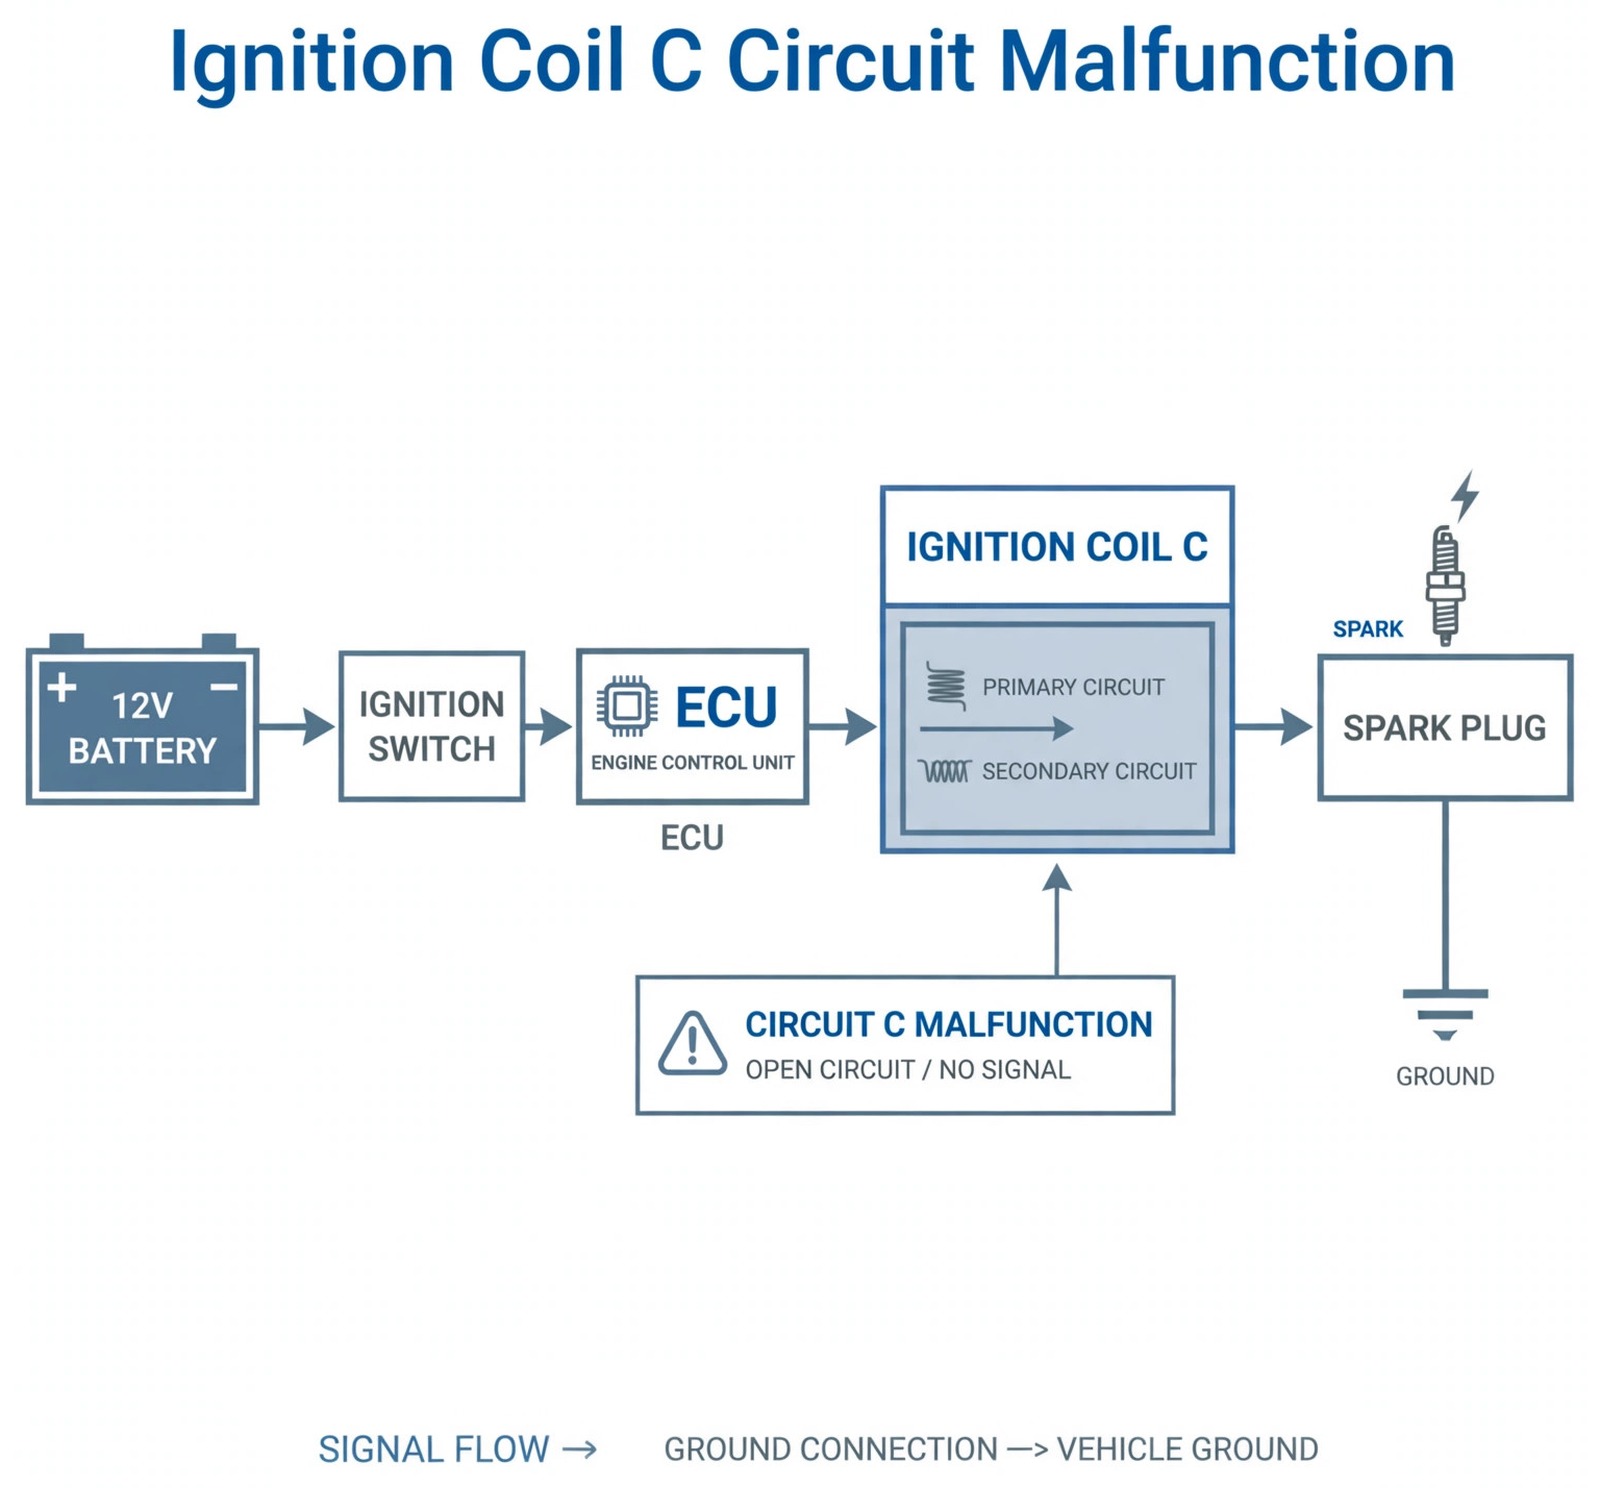 Ignition Coil C Circuit Malfunction
+ −
12V
BATTERY
IGNITION
SWITCH
ECU
ENGINE CONTROL UNIT
ECU
IGNITION COIL C
PRIMARY CIRCUIT
SECONDARY CIRCUIT
SPARK
SPARK PLUG
GROUND
CIRCUIT C MALFUNCTION
OPEN CIRCUIT / NO SIGNAL
SIGNAL FLOW →
GROUND CONNECTION —> VEHICLE GROUND